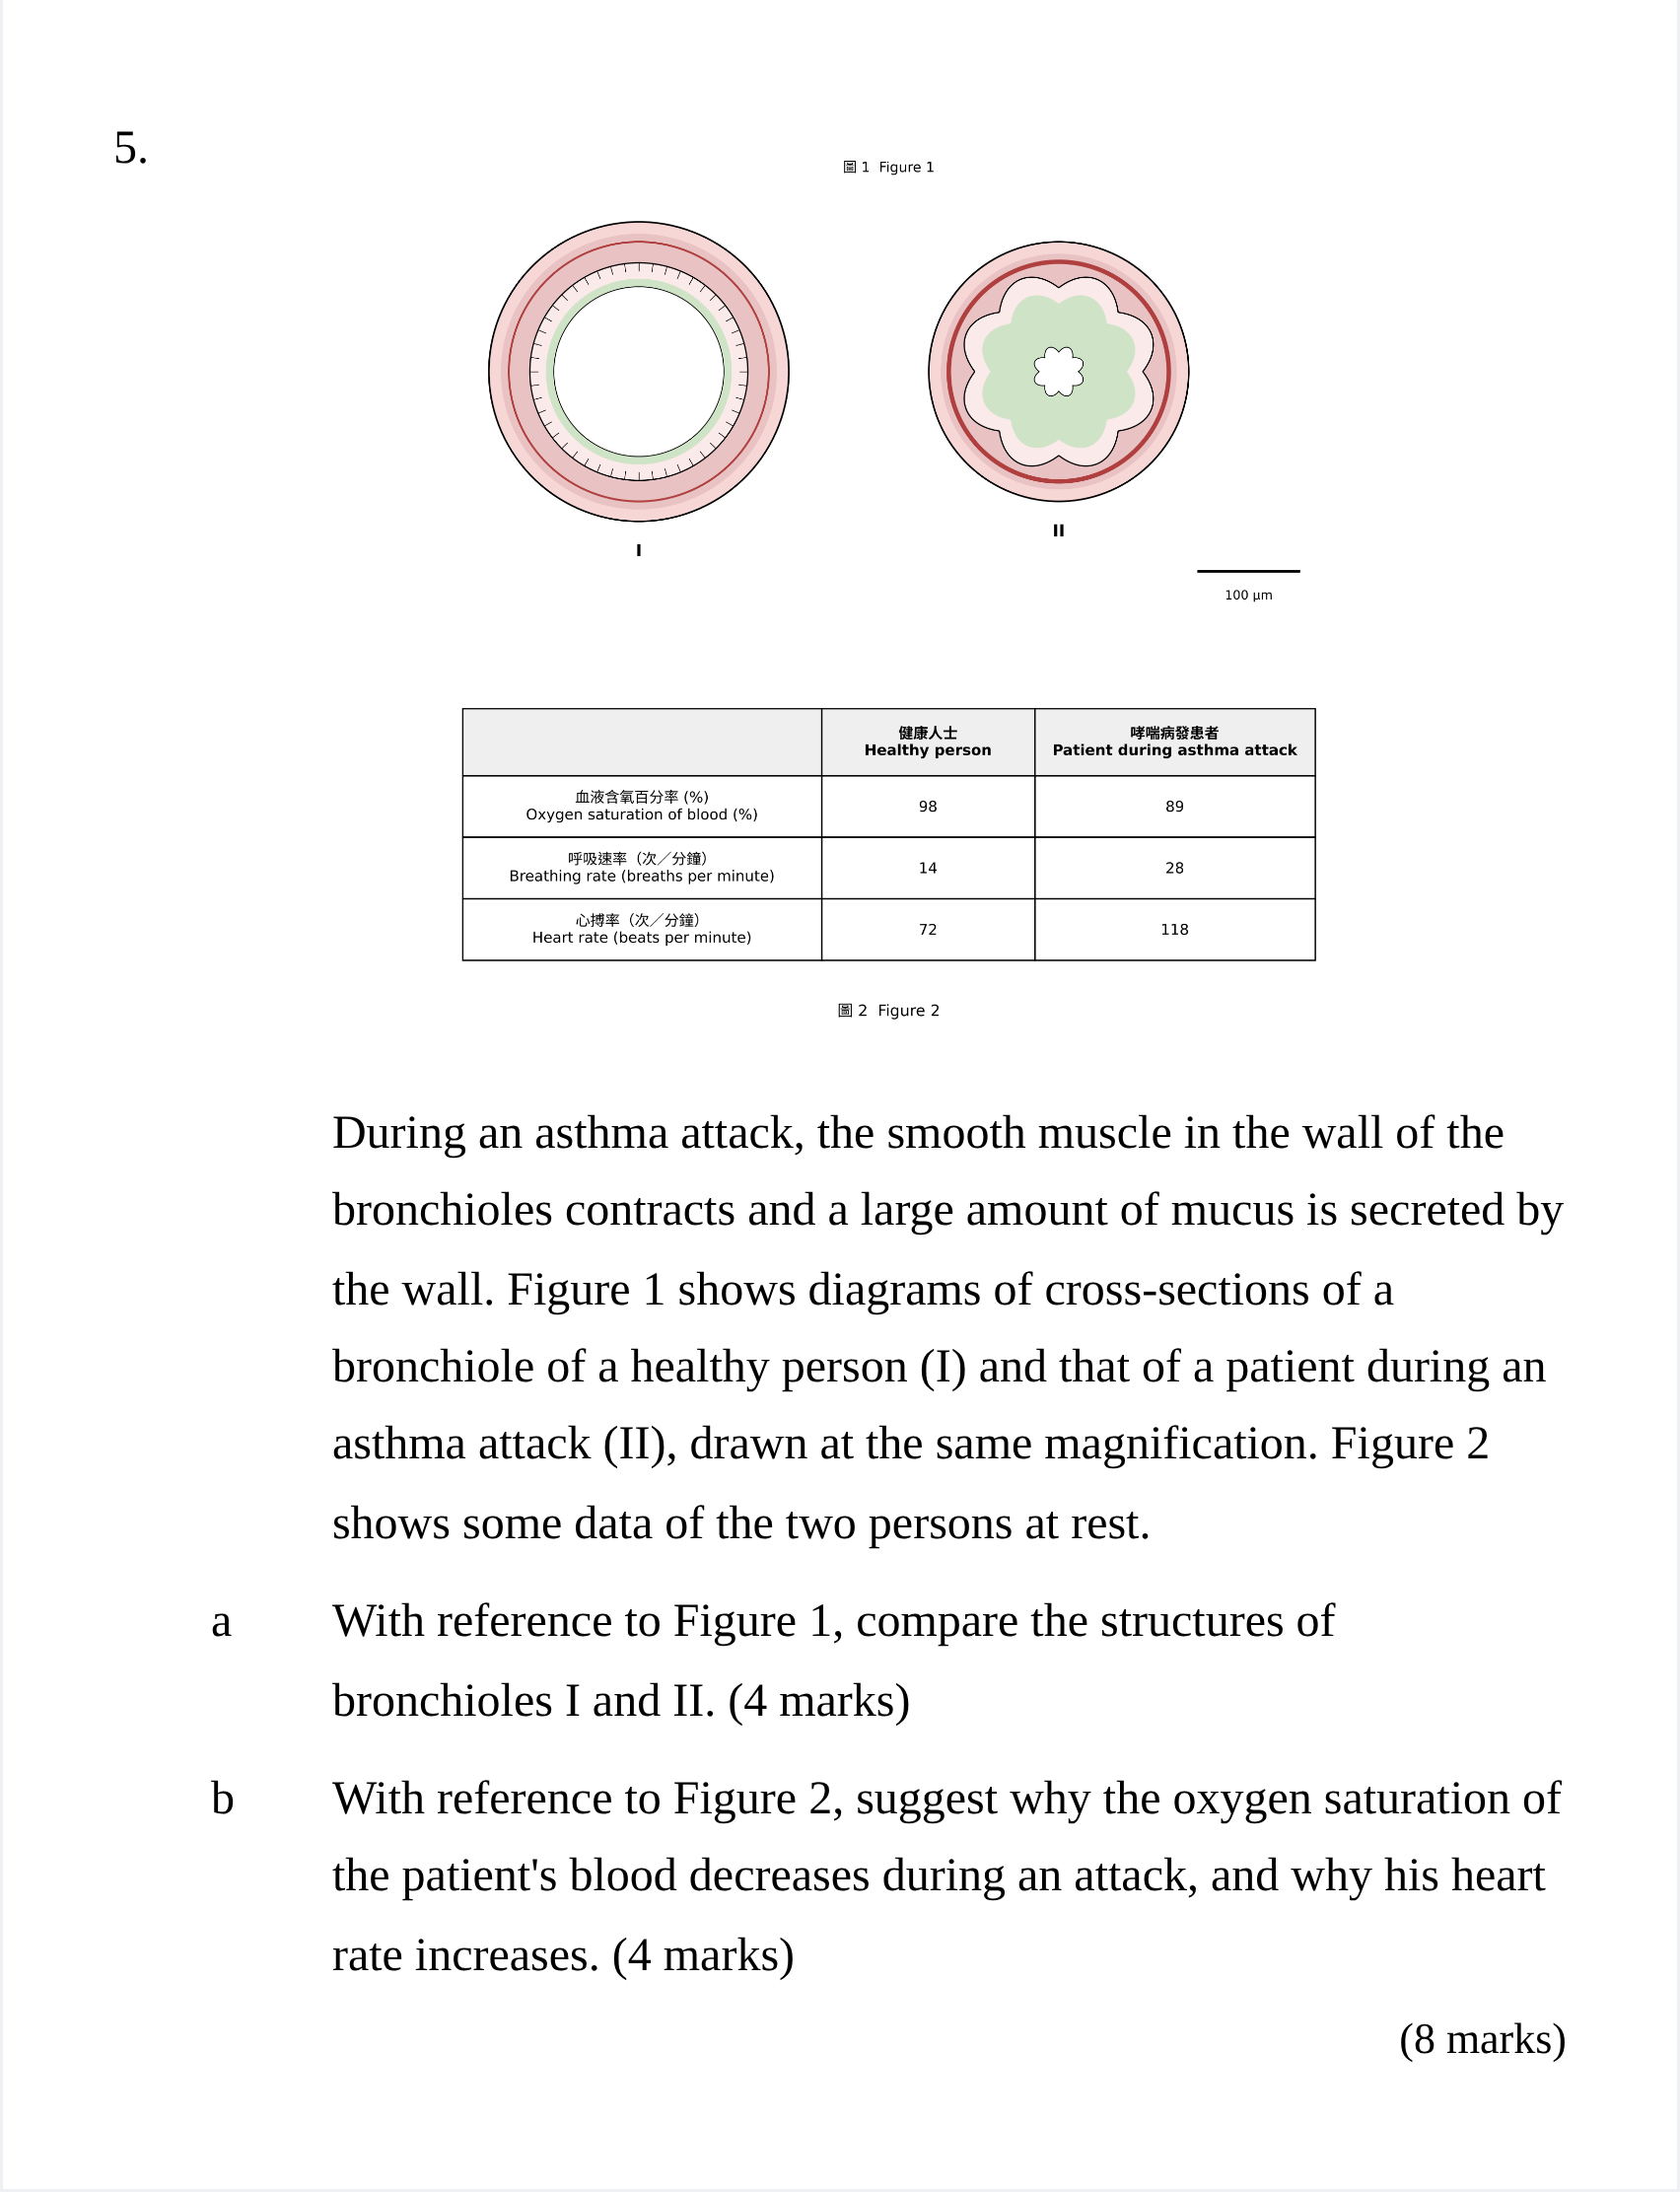 5.
圖 1 Figure 1
I
II
100 μm
健康人士
Healthy person
哮喘病發患者
Patient during asthma attack
血液含氧百分率 (%)
Oxygen saturation of blood (%)
98
89
呼吸速率（次／分鐘）
Breathing rate (breaths per minute)
14
28
心搏率（次／分鐘）
Heart rate (beats per minute)
72
118
圖 2 Figure 2
During an asthma attack, the smooth muscle in the wall of the
bronchioles contracts and a large amount of mucus is secreted by
the wall. Figure 1 shows diagrams of cross-sections of a
bronchiole of a healthy person (I) and that of a patient during an
asthma attack (II), drawn at the same magnification. Figure 2
shows some data of the two persons at rest.
a With reference to Figure 1, compare the structures of
bronchioles I and II. (4 marks)
b With reference to Figure 2, suggest why the oxygen saturation of
the patient's blood decreases during an attack, and why his heart
rate increases. (4 marks)
(8 marks)